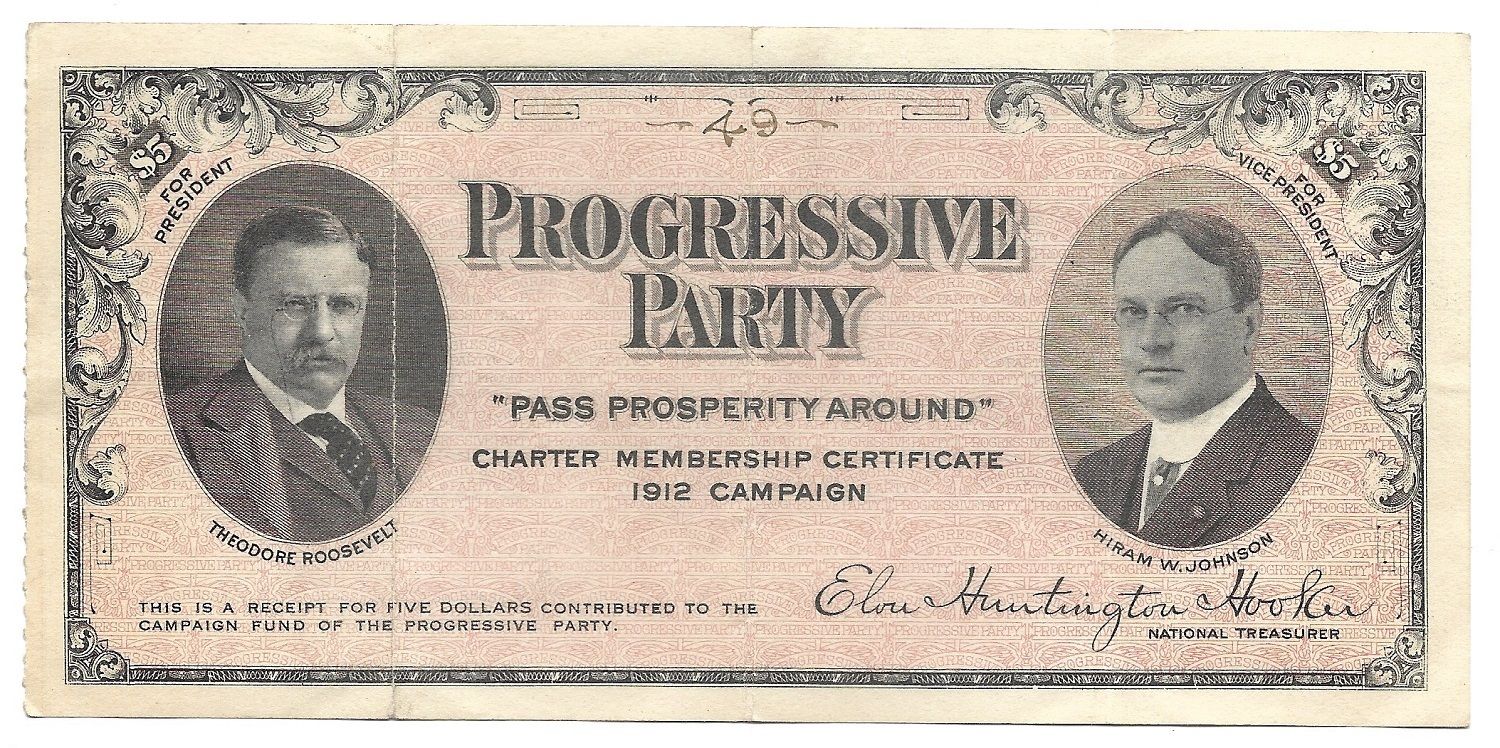 - 49 -
$5
FOR
PRESIDENT
$5
FOR
VICE PRESIDENT
PROGRESSIVE
PARTY
"PASS PROSPERITY AROUND"
CHARTER MEMBERSHIP CERTIFICATE
1912 CAMPAIGN
THEODORE ROOSEVELT
HIRAM W. JOHNSON
THIS IS A RECEIPT FOR FIVE DOLLARS CONTRIBUTED TO THE
CAMPAIGN FUND OF THE PROGRESSIVE PARTY.
Elon Huntington Hooker
NATIONAL TREASURER